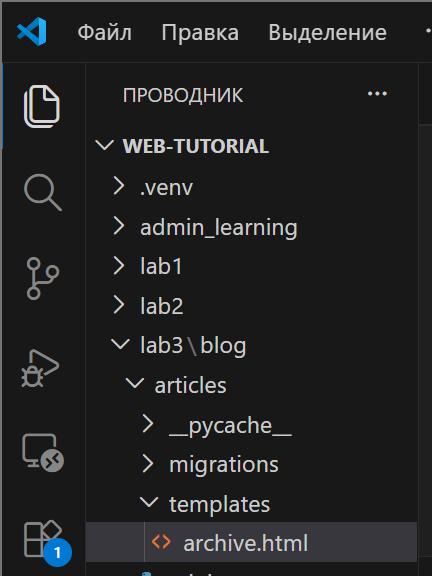 Файл Правка Выделение
ПРОВОДНИК
WEB-TUTORIAL
.venv
admin_learning
lab1
lab2
lab3\blog
articles
__pycache__
migrations
templates
archive.html
1